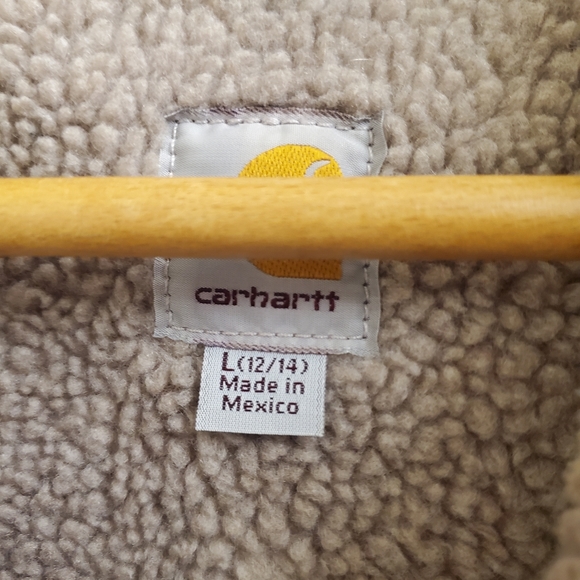 carhartt
L(12/14)
Made in
Mexico